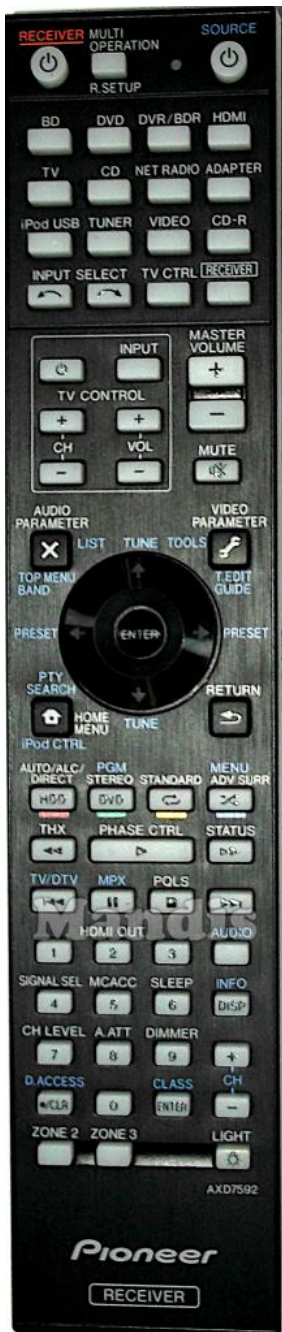 RECEIVER MULTI OPERATION SOURCE
R.SETUP
BD DVD DVR/BDR HDMI
TV CD NET RADIO ADAPTER
iPod USB TUNER VIDEO CD-R
INPUT SELECT TV CTRL RECEIVER
INPUT MASTER VOLUME
TV CONTROL
+ + +
CH VOL −
− − MUTE
AUDIO PARAMETER VIDEO PARAMETER
LIST TUNE TOOLS
TOP MENU BAND T.EDIT GUIDE
PRESET ENTER PRESET
PTY SEARCH RETURN
HOME MENU TUNE
iPod CTRL
AUTO/ALC/DIRECT PGM STEREO STANDARD MENU ADV SURR
HDD DVD
THX PHASE CTRL STATUS
TV/DTV MPX PQLS
Mandis
HDMI OUT AUDIO
1 2 3
SIGNAL SEL MCACC SLEEP INFO
4 5 6 DISP
CH LEVEL A.ATT DIMMER
7 8 9 +
D.ACCESS CLASS CH
•/CLR 0 ENTER −
ZONE 2 ZONE 3 LIGHT
AXD7592
Pioneer
RECEIVER